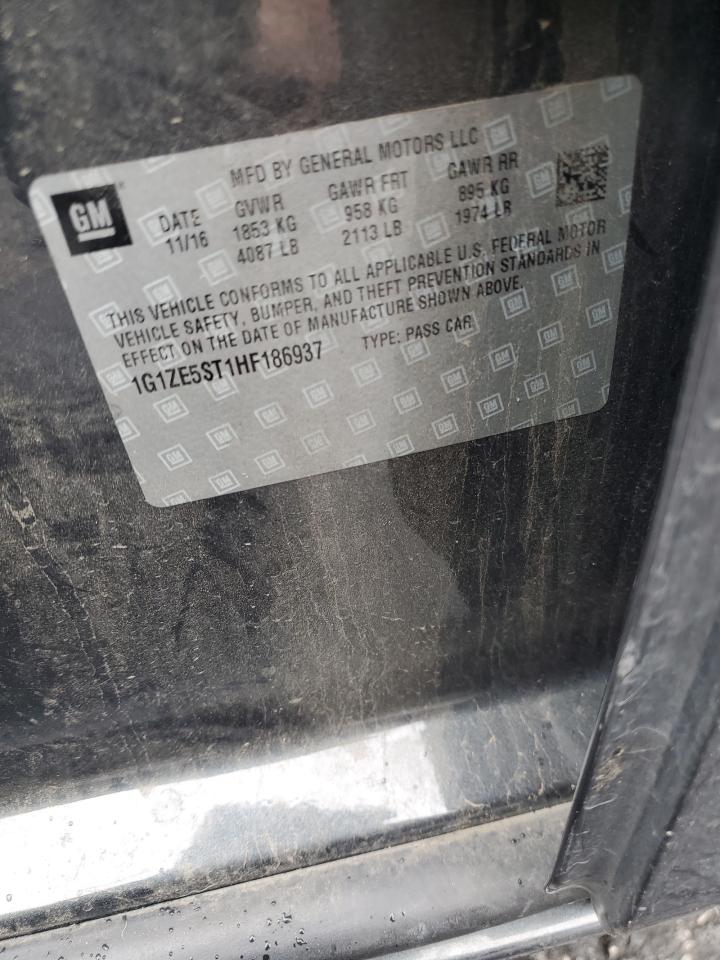 MFD BY GENERAL MOTORS LLC
GM
DATE GVWR GAWR FRT GAWR RR
11/16 1853 KG 958 KG 895 KG
4087 LB 2113 LB 1974 LB
THIS VEHICLE CONFORMS TO ALL APPLICABLE U.S. FEDERAL MOTOR
VEHICLE SAFETY, BUMPER, AND THEFT PREVENTION STANDARDS IN
EFFECT ON THE DATE OF MANUFACTURE SHOWN ABOVE.
1G1ZE5ST1HF186937 TYPE: PASS CAR